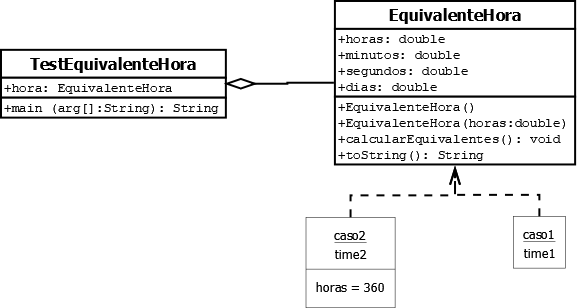 EquivalenteHora
+horas: double
+minutos: double
+segundos: double
+dias: double
+EquivalenteHora()
+EquivalenteHora(horas:double)
+calcularEquivalentes(): void
+toString(): String
TestEquivalenteHora
+hora: EquivalenteHora
+main (arg[]:String): String
caso2
time2
horas = 360
caso1
time1